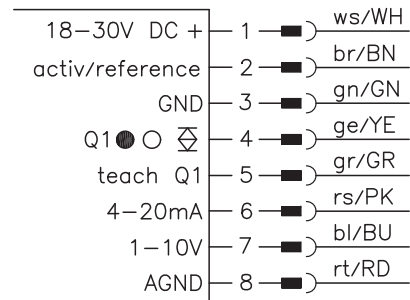 18-30V DC + 1 ws/WH
activ/reference 2 br/BN
GND 3 gn/GN
Q1 4 ge/YE
teach Q1 5 gr/GR
4-20mA 6 rs/PK
1-10V 7 bl/BU
AGND 8 rt/RD